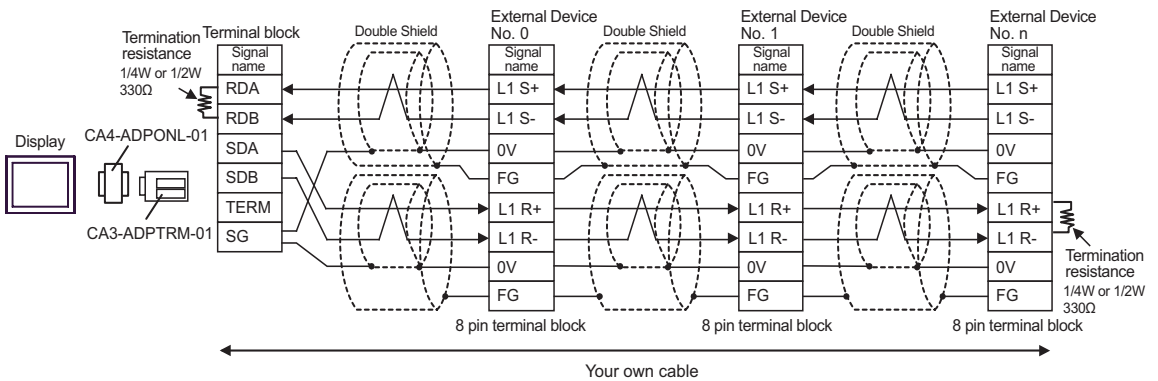 Termination
resistance
1/4W or 1/2W
330Ω
Terminal block
Signal
name
RDA
RDB
SDA
SDB
TERM
SG
Display
CA4-ADPONL-01
CA3-ADPTRM-01
Double Shield
External Device
No. 0
Signal
name
L1 S+
L1 S-
0V
FG
L1 R+
L1 R-
0V
FG
8 pin terminal block
Double Shield
External Device
No. 1
Signal
name
L1 S+
L1 S-
0V
FG
L1 R+
L1 R-
0V
FG
8 pin terminal block
Double Shield
External Device
No. n
Signal
name
L1 S+
L1 S-
0V
FG
L1 R+
L1 R-
0V
FG
8 pin terminal block
Termination
resistance
1/4W or 1/2W
330Ω
Your own cable